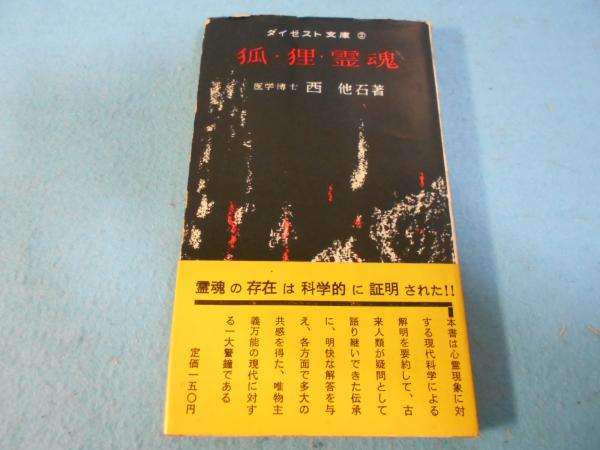 ダイゼスト文庫 ②
狐・狸・霊魂
医学博士 西 他石著
霊魂の存在は科学的に証明された!!
本書は心霊現象に対
する現代科学による
解明を要約して、古
来人類が疑問として
語り継いできた伝承
に、明快な解答を与
え、各方面で多大の
共感を得た、唯物主
義万能の現代に対す
る一大警鐘である
定価一五〇円